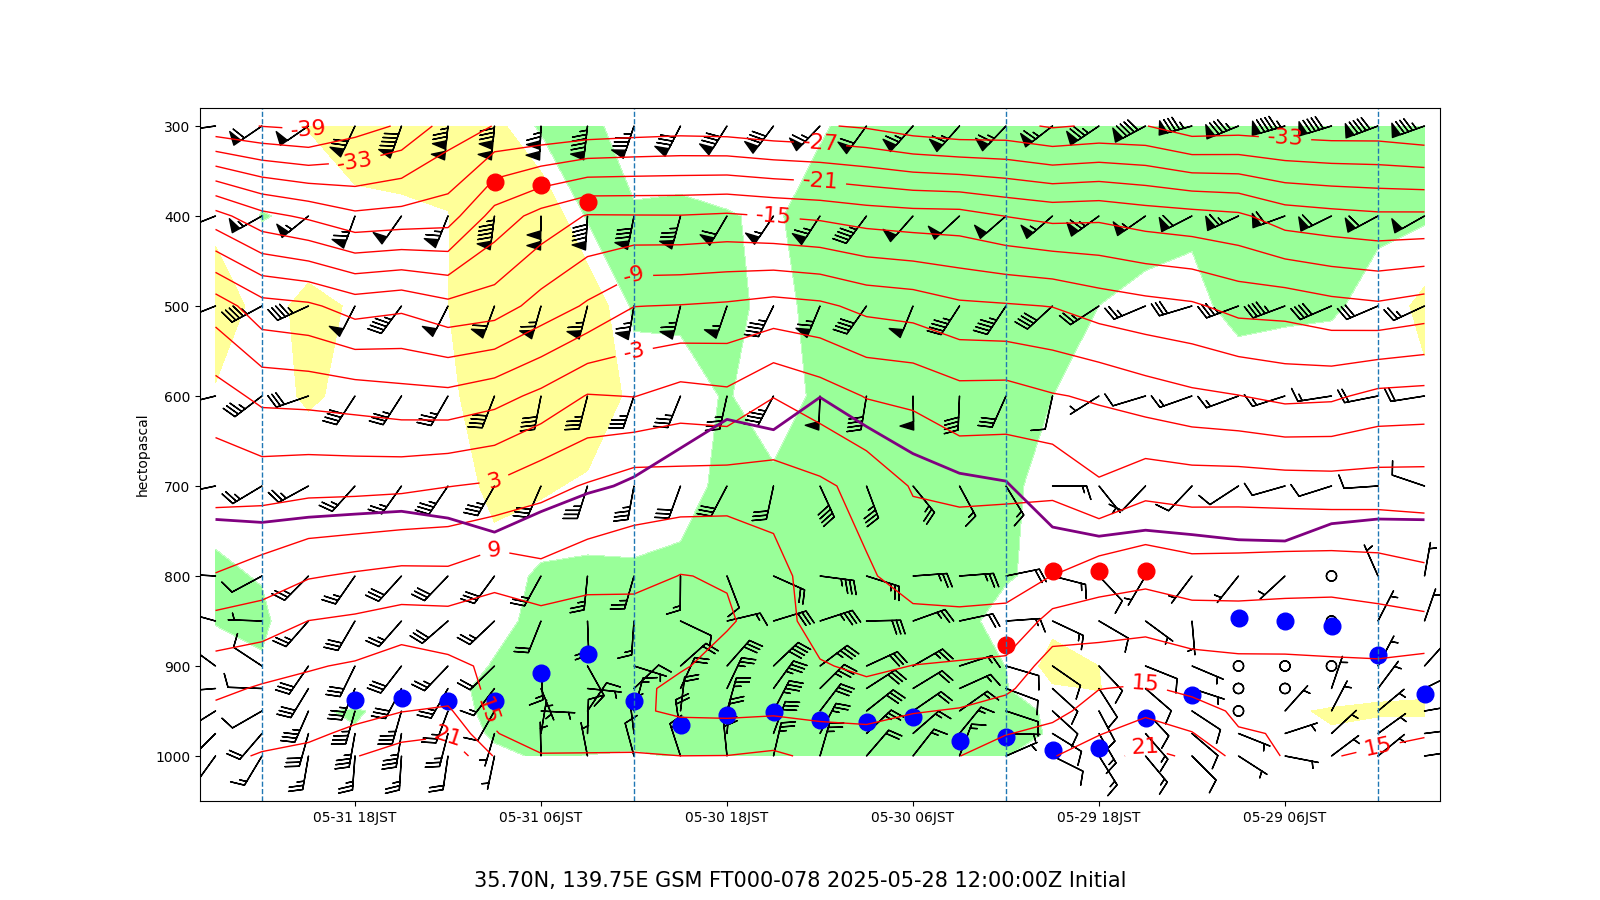 300
400
500
600
700
800
900
1000
hectopascal
-39
-33
-27
-33
-21
-15
-9
-3
3
9
15
21
15
21
15
05-31 18JST
05-31 06JST
05-30 18JST
05-30 06JST
05-29 18JST
05-29 06JST
35.70N, 139.75E GSM FT000-078 2025-05-28 12:00:00Z Initial